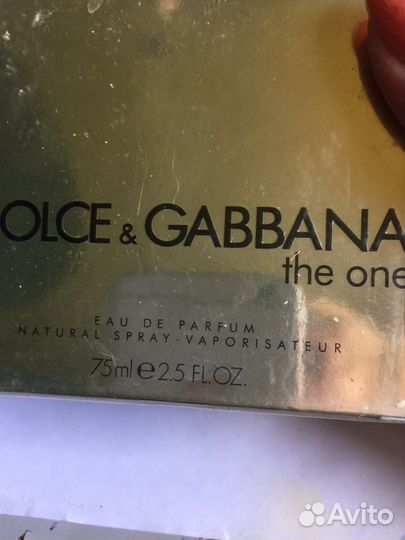 OLCE & GABBANA
the one
EAU DE PARFUM
NATURAL SPRAY·VAPORISATEUR
75ml e 2.5 FL.OZ.
Avito